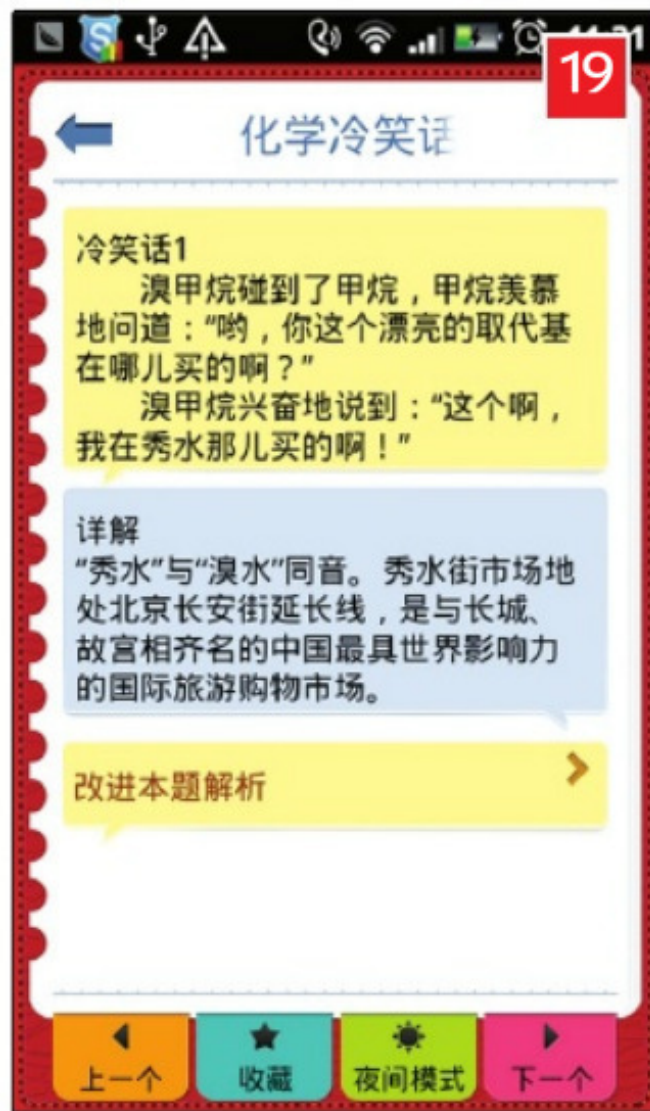 19
化学冷笑话
冷笑话1
溴甲烷碰到了甲烷，甲烷羡慕
地问道：“哟，你这个漂亮的取代基
在哪儿买的啊？”
溴甲烷兴奋地说到：“这个啊，
我在秀水那儿买的啊！”
详解
“秀水”与“溴水”同音。 秀水街市场地
处北京长安街延长线，是与长城、
故宫相齐名的中国最具世界影响力
的国际旅游购物市场。
改进本题解析
上一个
收藏
夜间模式
下一个